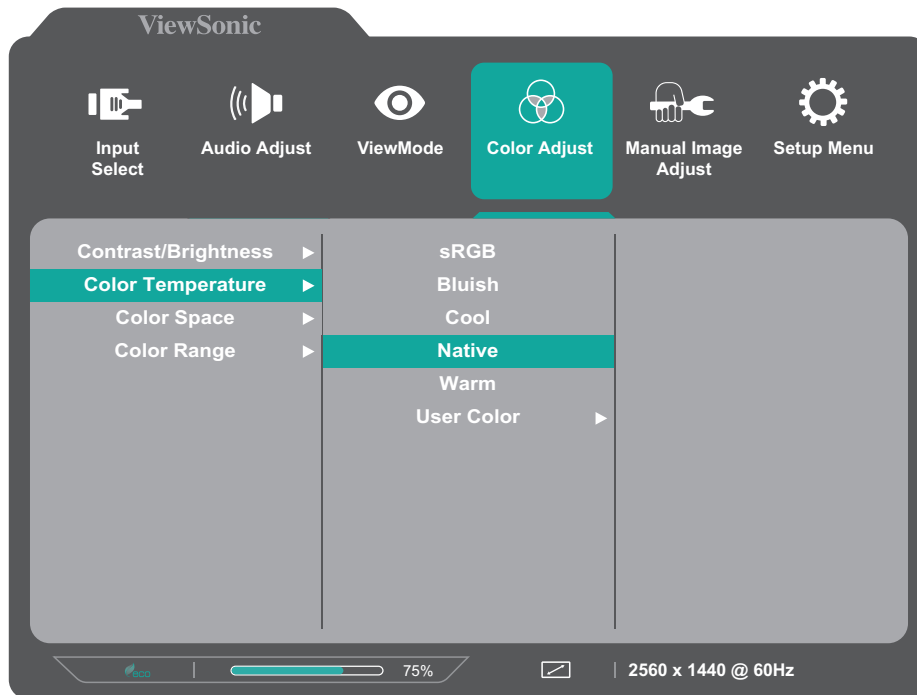 ViewSonic
Input Select
Audio Adjust
ViewMode
Color Adjust
Manual Image Adjust
Setup Menu
Contrast/Brightness
Color Temperature
Color Space
Color Range
sRGB
Bluish
Cool
Native
Warm
User Color
eco
75%
2560 x 1440 @ 60Hz